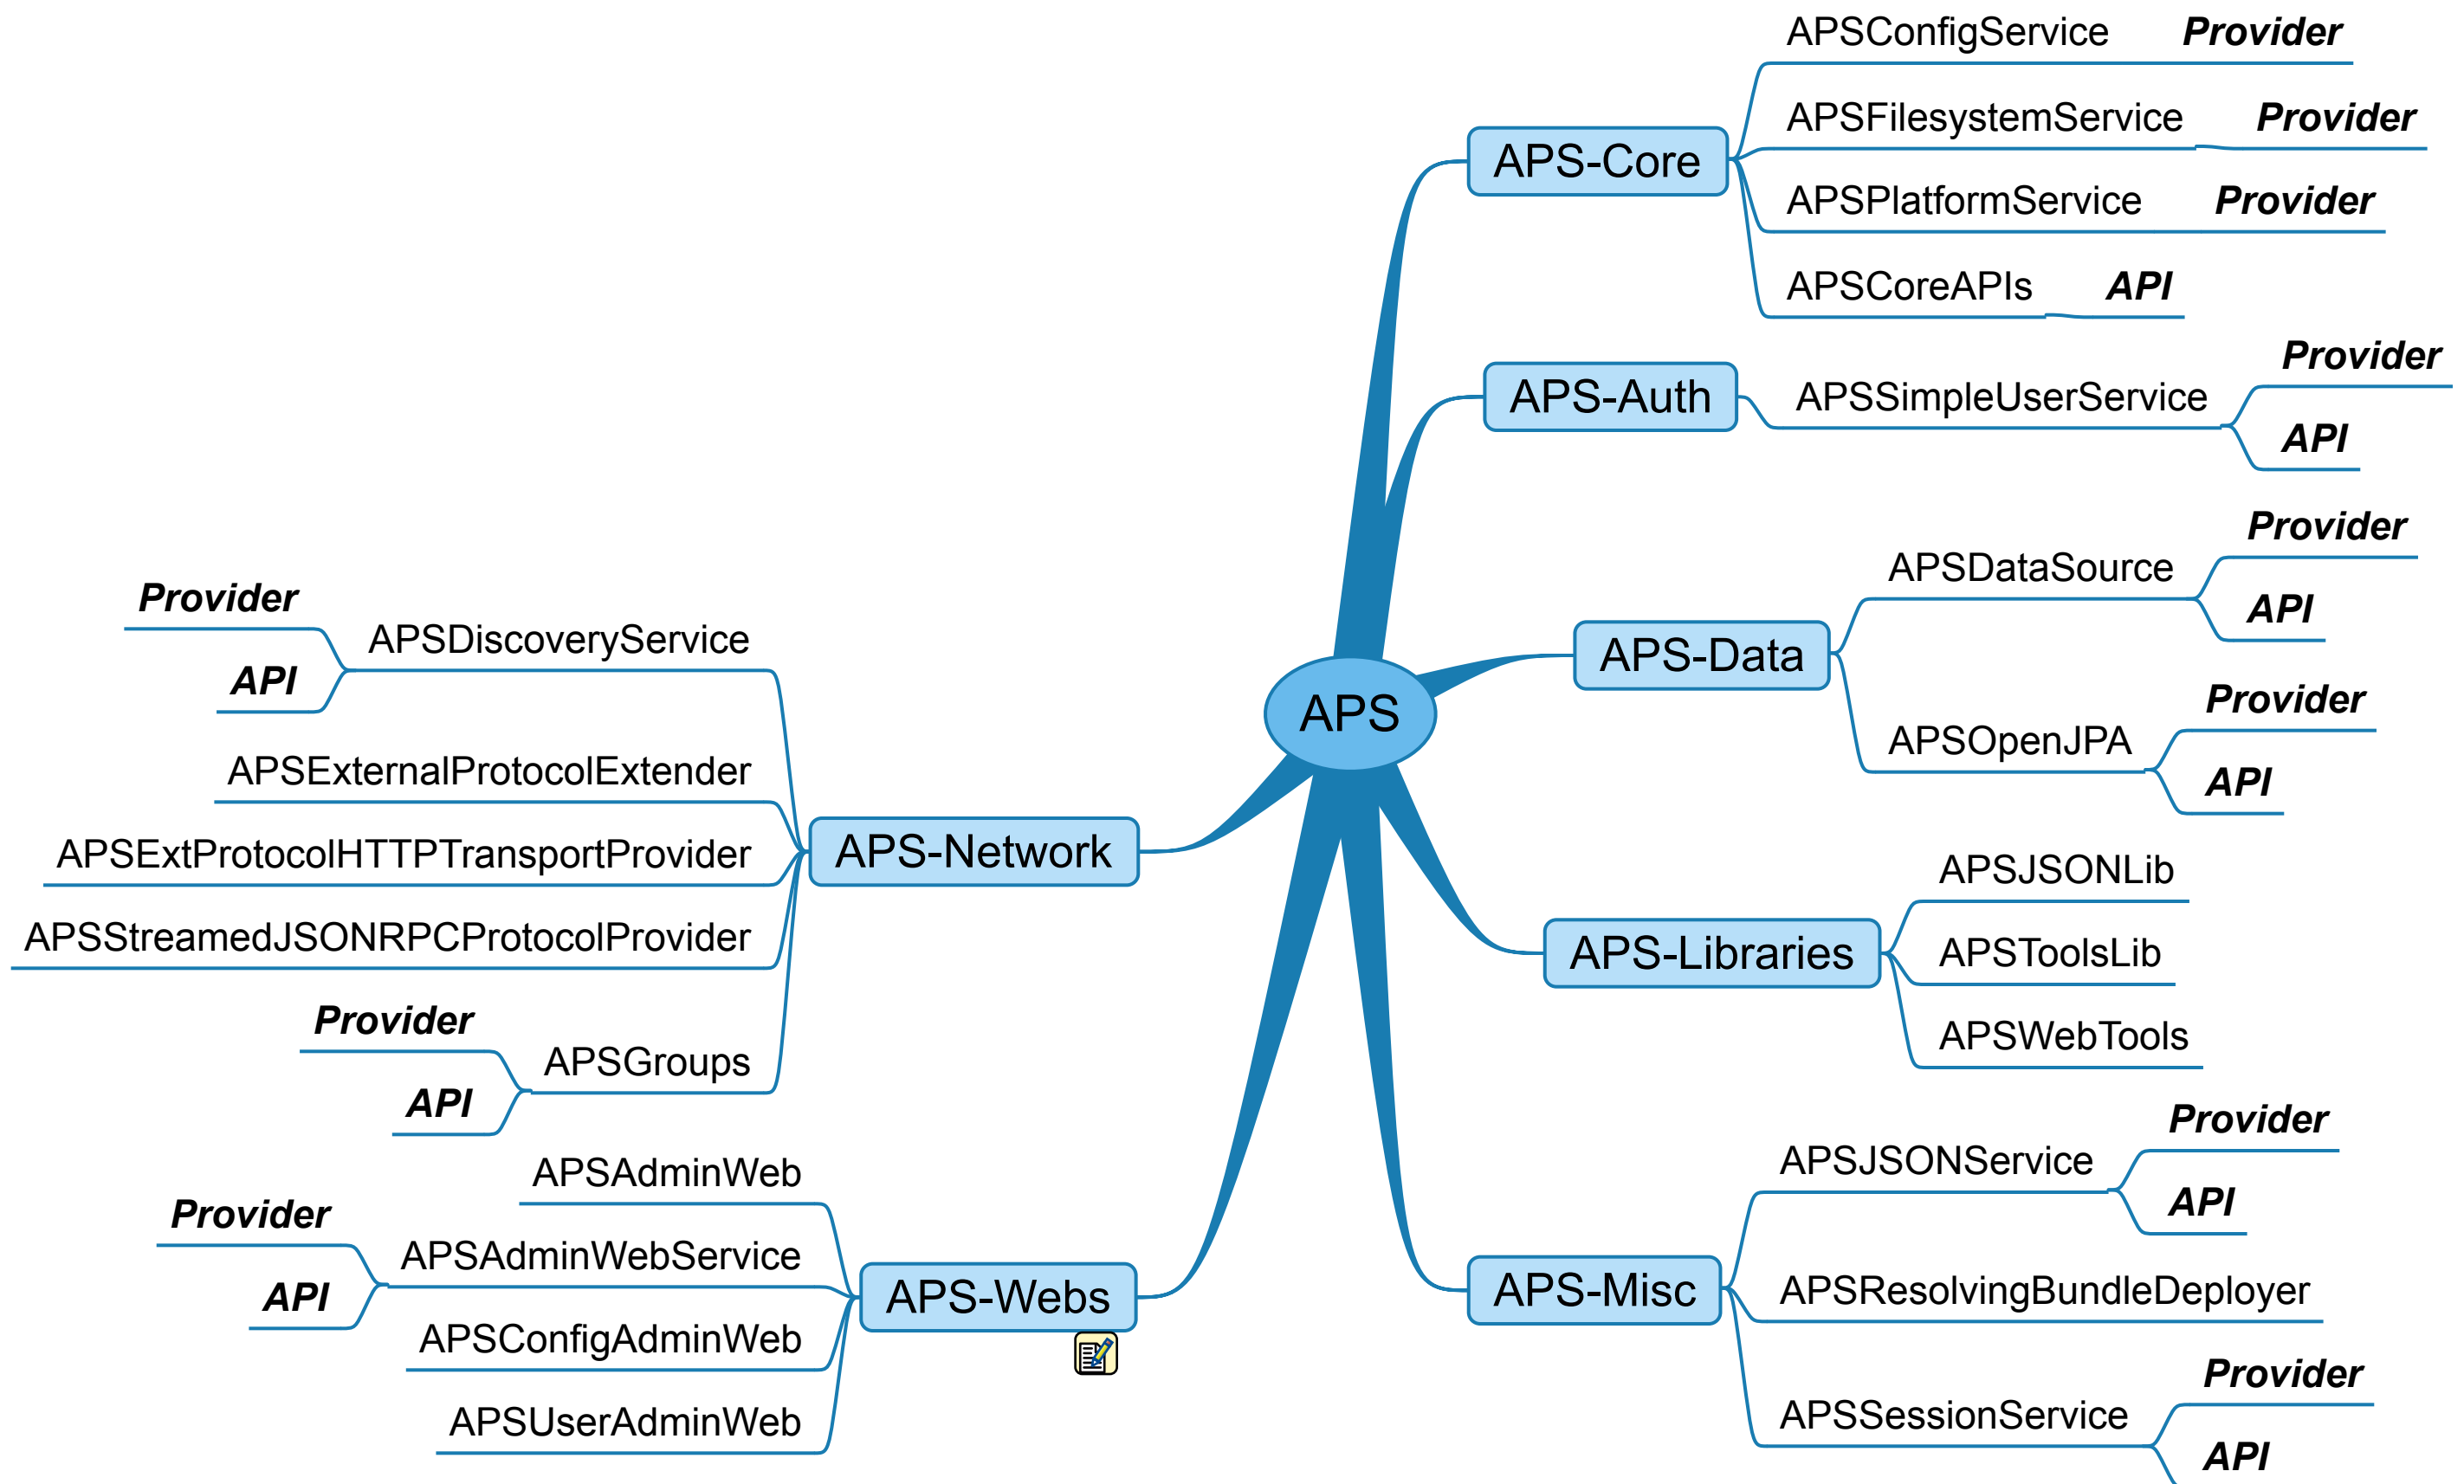 APS
APS-Core
APSConfigService Provider
APSFilesystemService Provider
APSPlatformService Provider
APSCoreAPIs API
APS-Auth
APSSimpleUserService
Provider
API
APS-Data
APSDataSource
Provider
API
APSOpenJPA
Provider
API
APS-Libraries
APSJSONLib
APSToolsLib
APSWebTools
APS-Misc
APSJSONService
Provider
API
APSResolvingBundleDeployer
APSSessionService
Provider
API
APS-Network
APSDiscoveryService
Provider
API
APSExternalProtocolExtender
APSExtProtocolHTTPTransportProvider
APSStreamedJSONRPCProtocolProvider
APSGroups
Provider
API
APS-Webs
APSAdminWeb
APSAdminWebService
Provider
API
APSConfigAdminWeb
APSUserAdminWeb